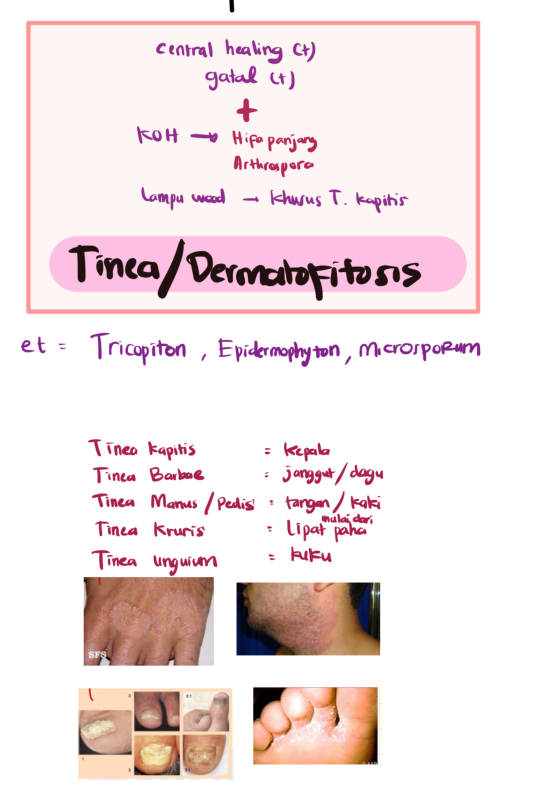 central healing (+)
gatal (+)
+
KOH → Hifa panjang
Arthrospora
Lampu wood → khusus T. kapitis
Tinea/Dermatofitosis
et = Tricopiton, Epidermophyton, Microsporum
Tinea kapitis = kepala
Tinea Barbae = janggut/dagu
Tinea Manus/Pedis = tangan/kaki
mulai dari
Tinea Kruris = Lipat paha
Tinea unguium = kuku
SFS